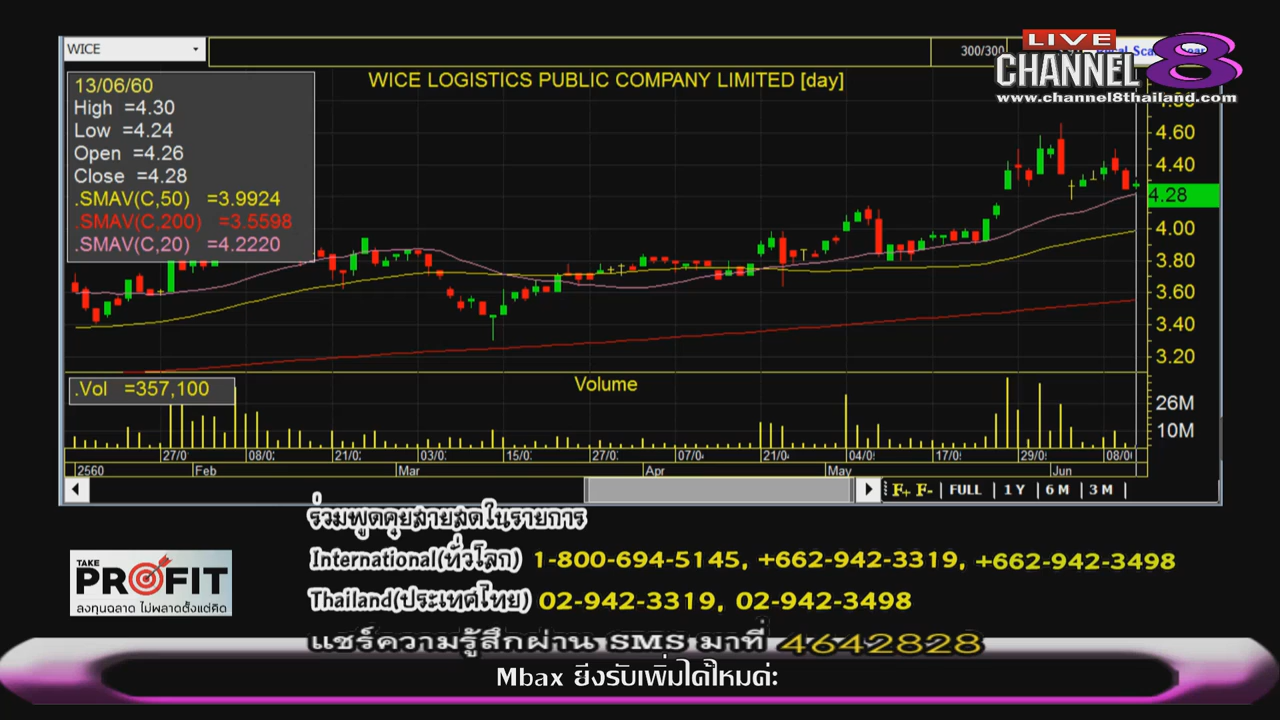 WICE
300/300
LIVE
CHANNEL 8
www.channel8thailand.com
WICE LOGISTICS PUBLIC COMPANY LIMITED [day]
13/06/60
High =4.30
Low =4.24
Open =4.26
Close =4.28
.SMAV(C,50) =3.9924
.SMAV(C,200) =3.5598
.SMAV(C,20) =4.2220
4.60
4.40
4.28
4.00
3.80
3.60
3.40
3.20
.Vol =357,100
Volume
26M
10M
27/0 08/0 21/0 03/0 15/0 27/0 07/0 21/0 04/0 17/0 29/0 08/0
2560 Feb Mar Apr May Jun
F+ F- FULL 1 Y 6 M 3 M
ร่วมพูดคุยสายสดในรายการ
International(ทั่วโลก) 1-800-694-5145, +662-942-3319, +662-942-3498
TAKE PROFIT
ลงทุนฉลาด ไม่พลาดตั้งแต่คิด
Thailand(ประเทศไทย) 02-942-3319, 02-942-3498
แชร์ความรู้สึกผ่าน SMS มาที่ 4642828
Mbax ยังรับเพิ่มได้ไหมค่ะ